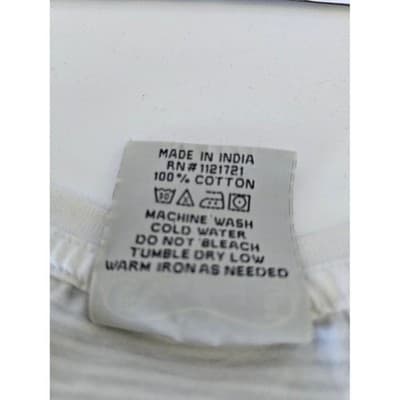 MADE IN INDIA
RN#1121721
100% COTTON
MACHINE WASH
COLD WATER
DO NOT BLEACH
TUMBLE DRY LOW
WARM IRON AS NEEDED